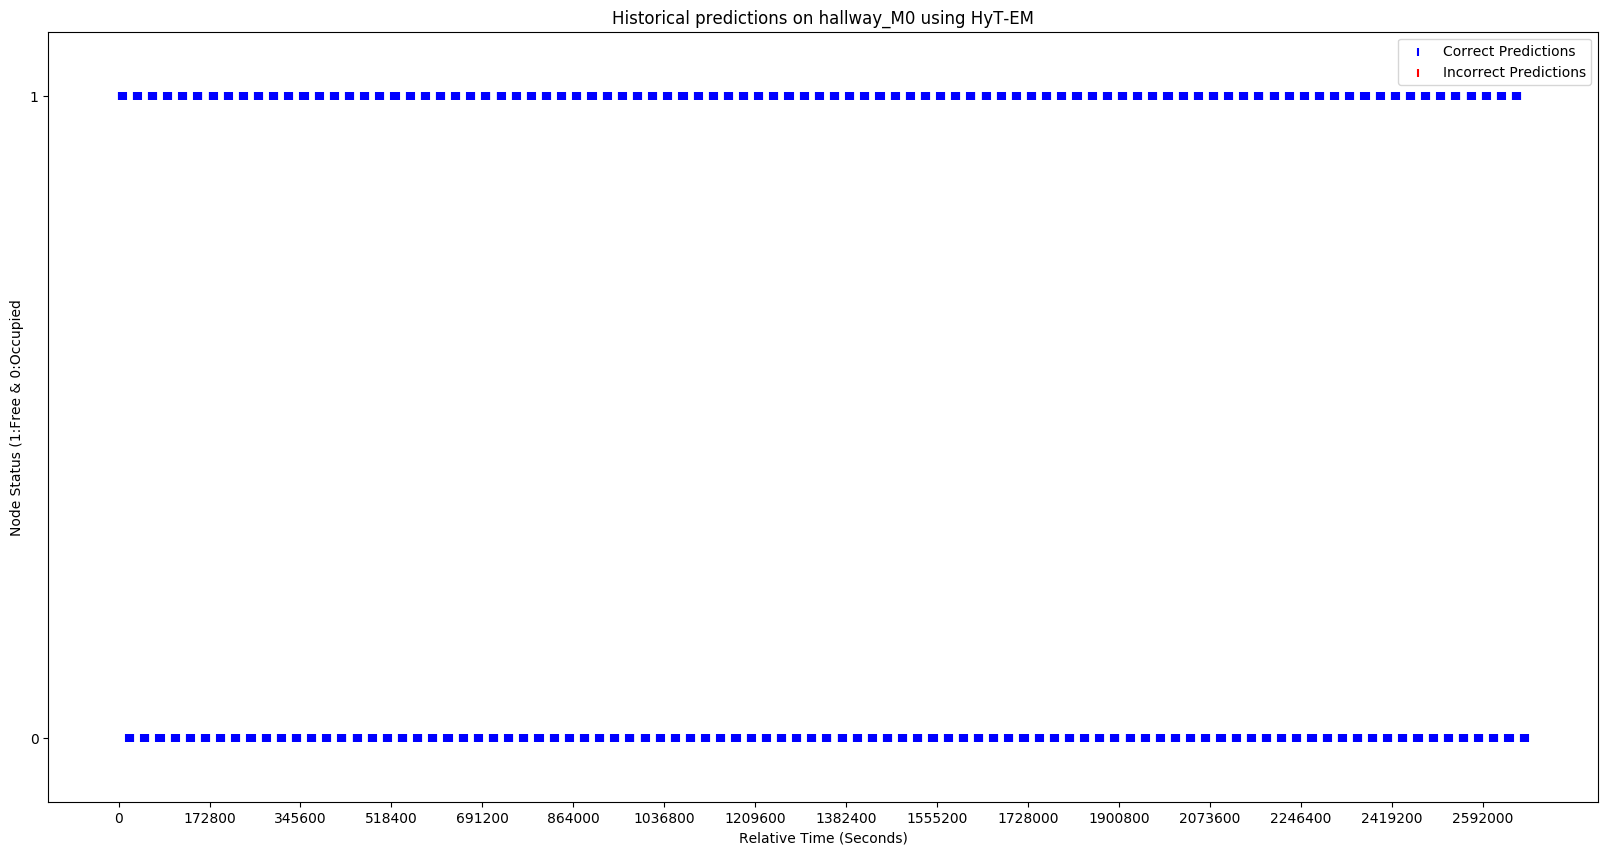 Historical predictions on hallway_M0 using HyT-EM
Correct Predictions
Incorrect Predictions
1
0
Node Status (1:Free & 0:Occupied
0 172800 345600 518400 691200 864000 1036800 1209600 1382400 1555200 1728000 1900800 2073600 2246400 2419200 2592000
Relative Time (Seconds)